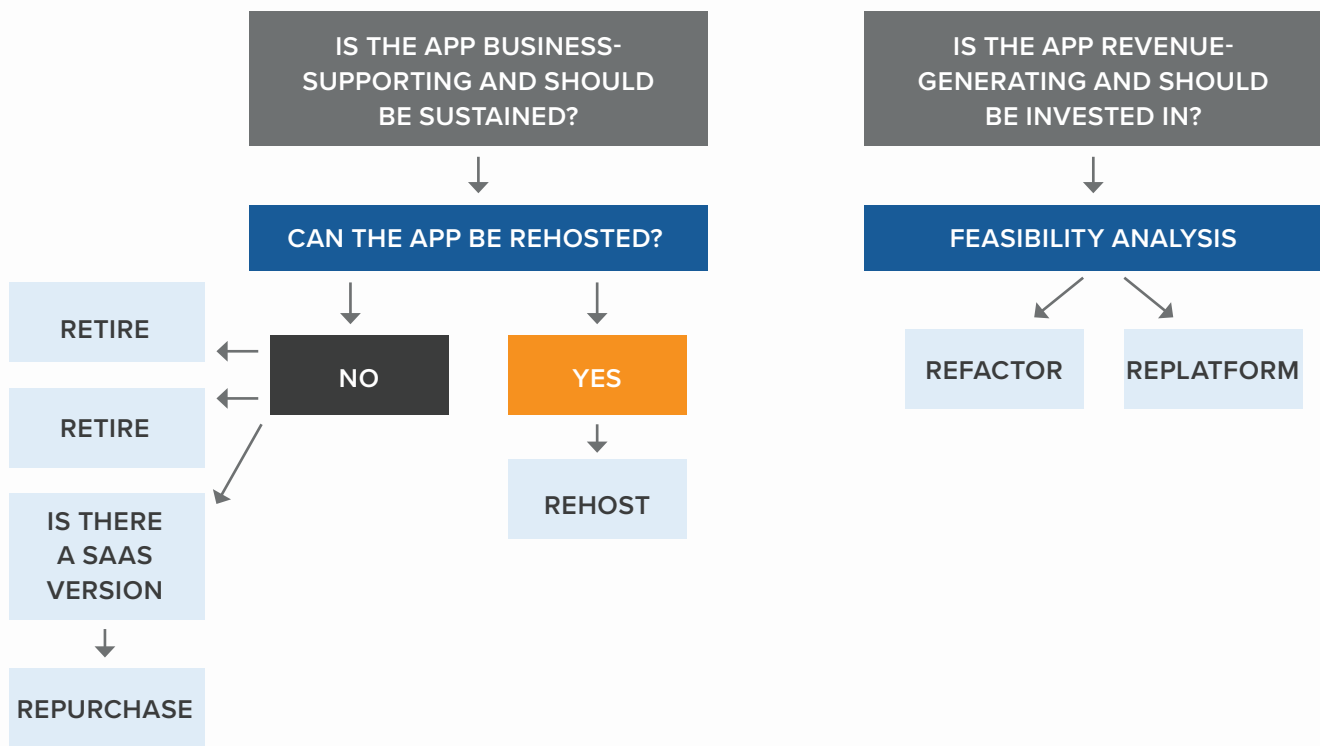 IS THE APP BUSINESS-
SUPPORTING AND SHOULD
BE SUSTAINED?
CAN THE APP BE REHOSTED?
NO
YES
RETIRE
RETIRE
IS THERE
A SAAS
VERSION
REPURCHASE
REHOST
IS THE APP REVENUE-
GENERATING AND SHOULD
BE INVESTED IN?
FEASIBILITY ANALYSIS
REFACTOR
REPLATFORM